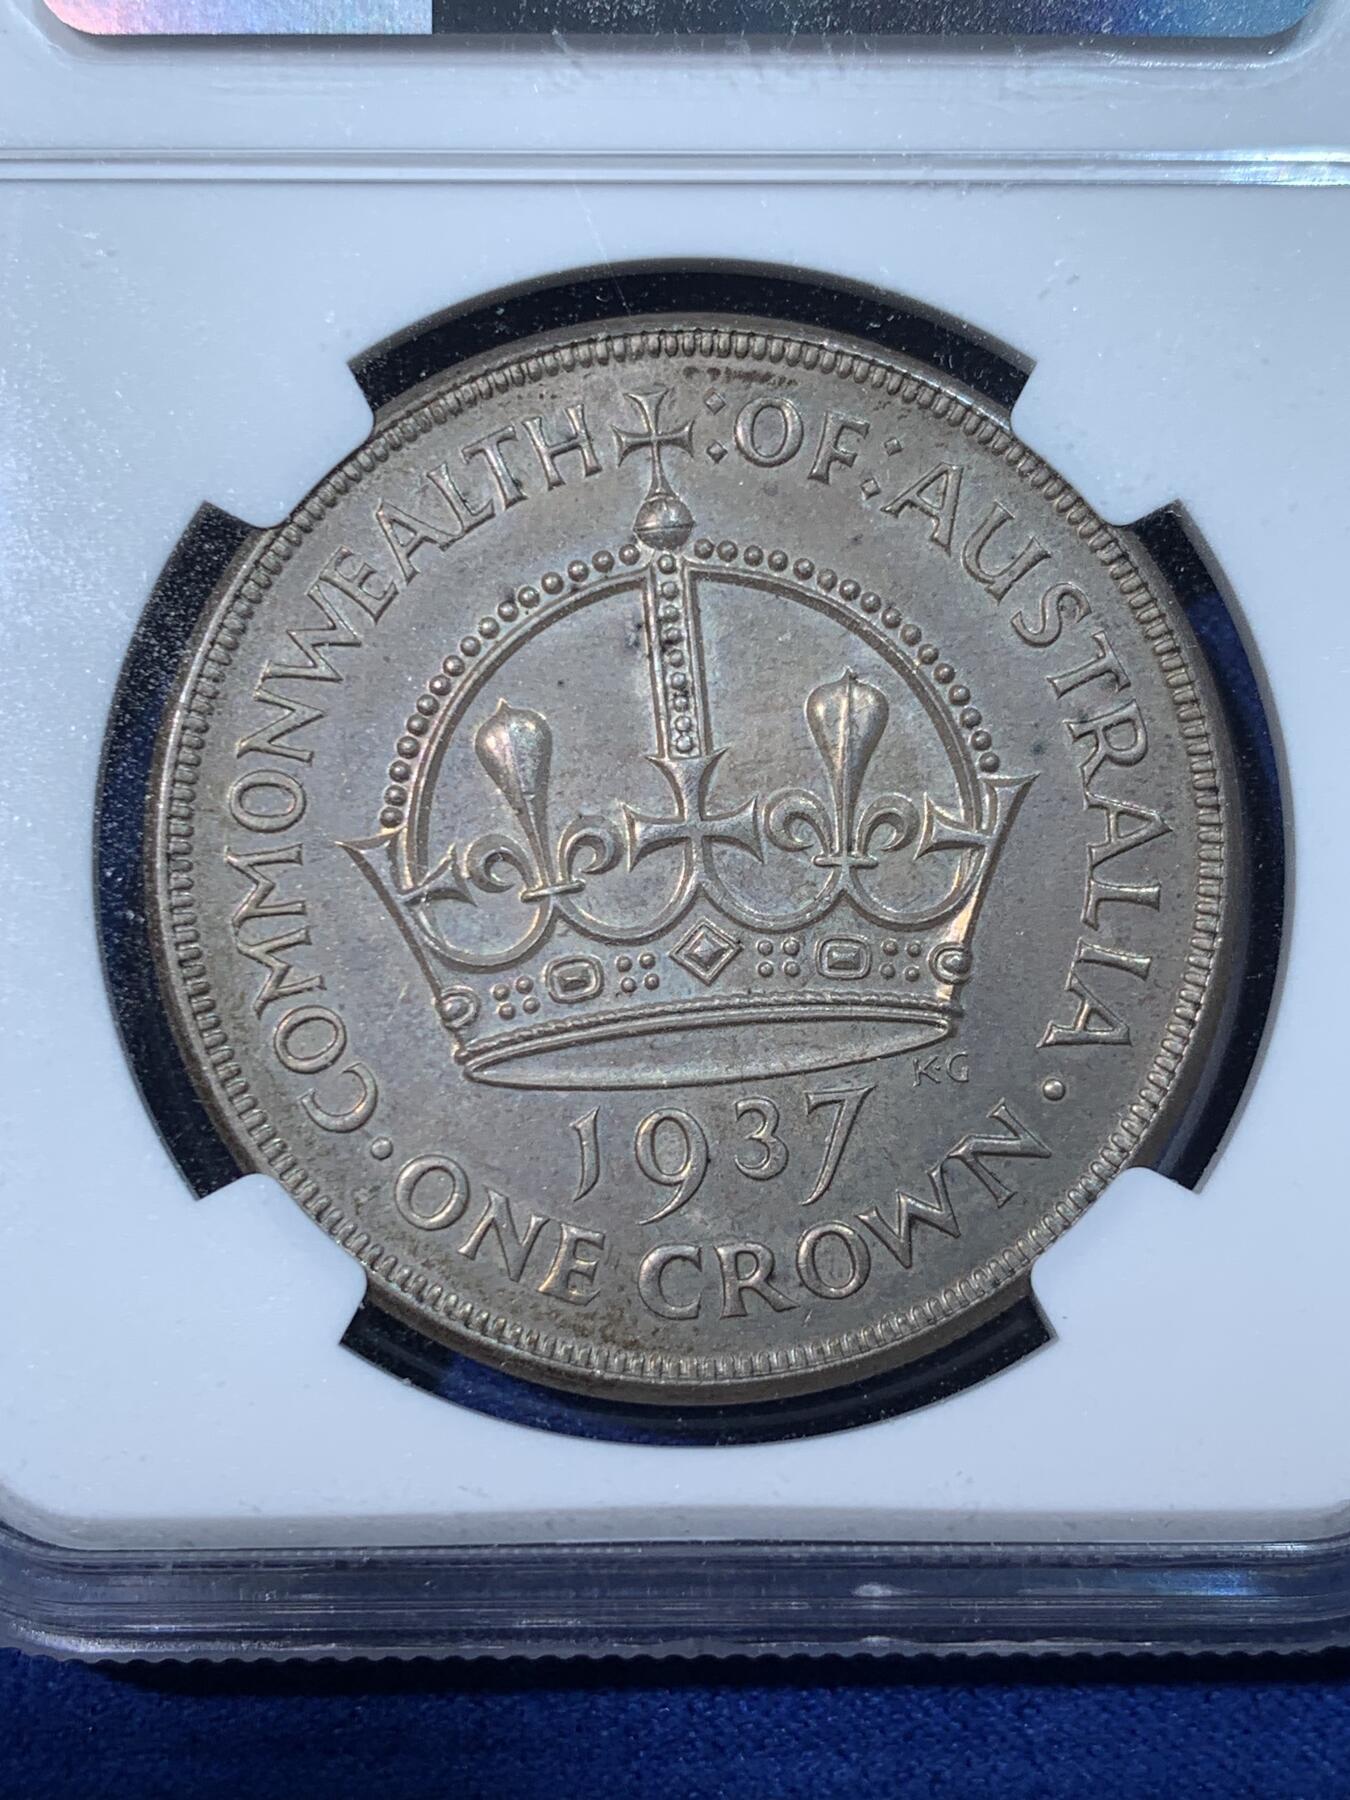 COMMONWEALTH :OF: AUSTRALIA
K·G
1937
· ONE CROWN ·